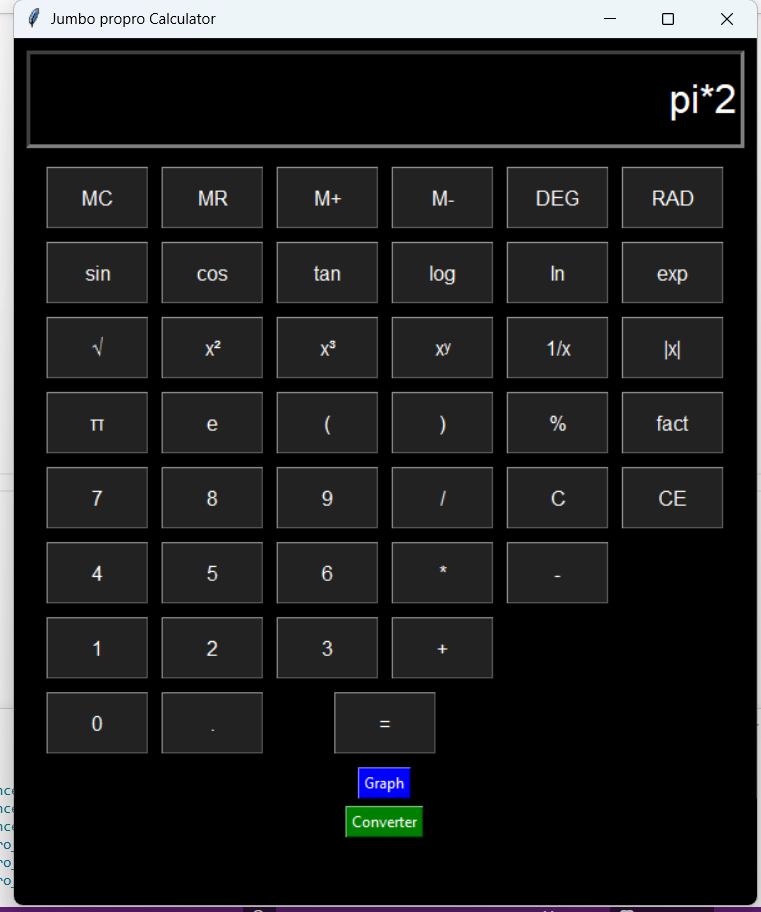 Jumbo propro Calculator
pi*2
MC MR M+ M- DEG RAD
sin cos tan log ln exp
√ x² x³ xʸ 1/x |x|
π e ( ) % fact
7 8 9 / C CE
4 5 6 * -
1 2 3 +
0 . =
Graph
Converter